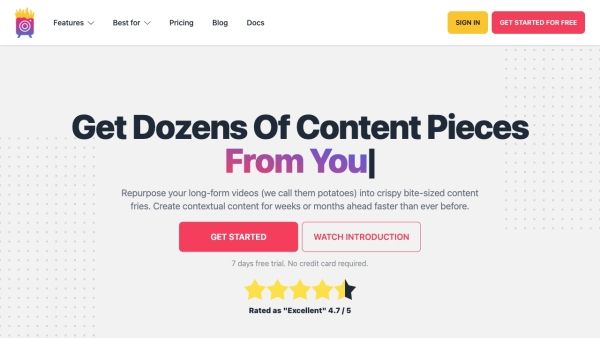 Features Best for Pricing Blog Docs SIGN IN GET STARTED FOR FREE
Get Dozens Of Content Pieces
From You
Repurpose your long-form videos (we call them potatoes) into crispy bite-sized content
fries. Create contextual content for weeks or months ahead faster than ever before.
GET STARTED WATCH INTRODUCTION
7 days free trial. No credit card required.
Rated as "Excellent" 4.7 / 5